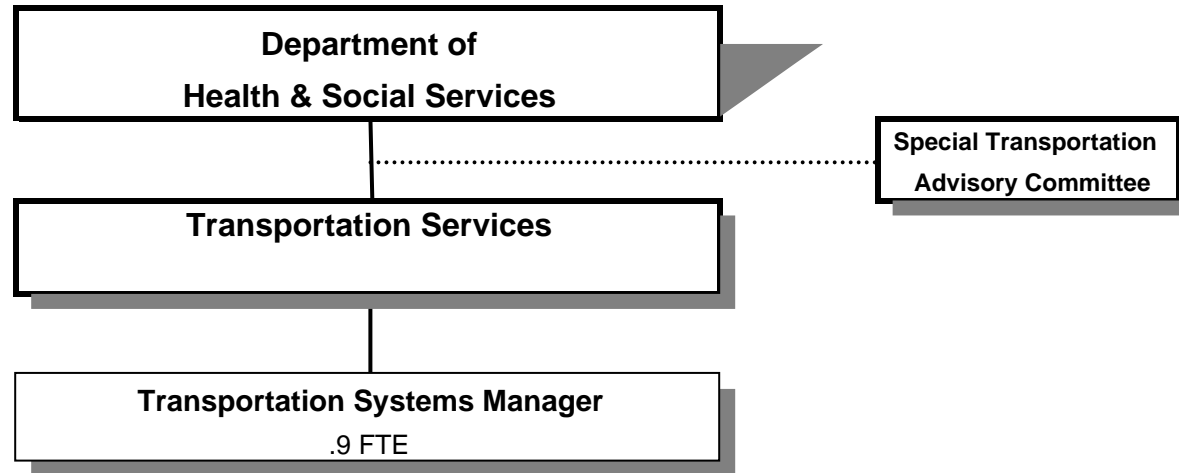 Department of
Health & Social Services
Special Transportation
Advisory Committee
Transportation Services
Transportation Systems Manager
.9 FTE